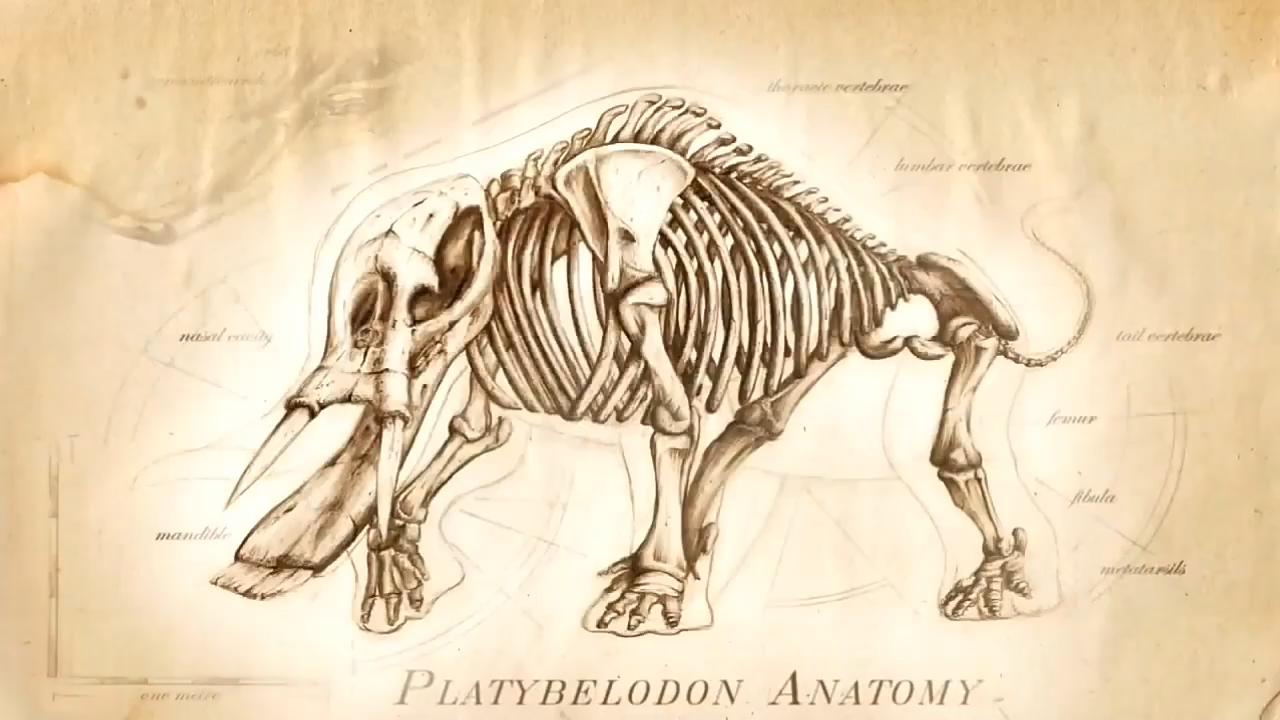 thoracic vertebrae
lumbar vertebrae
nasal cavity
tail vertebrae
femur
fibula
mandible
metatarsils
one metre
PLATYBELODON ANATOMY